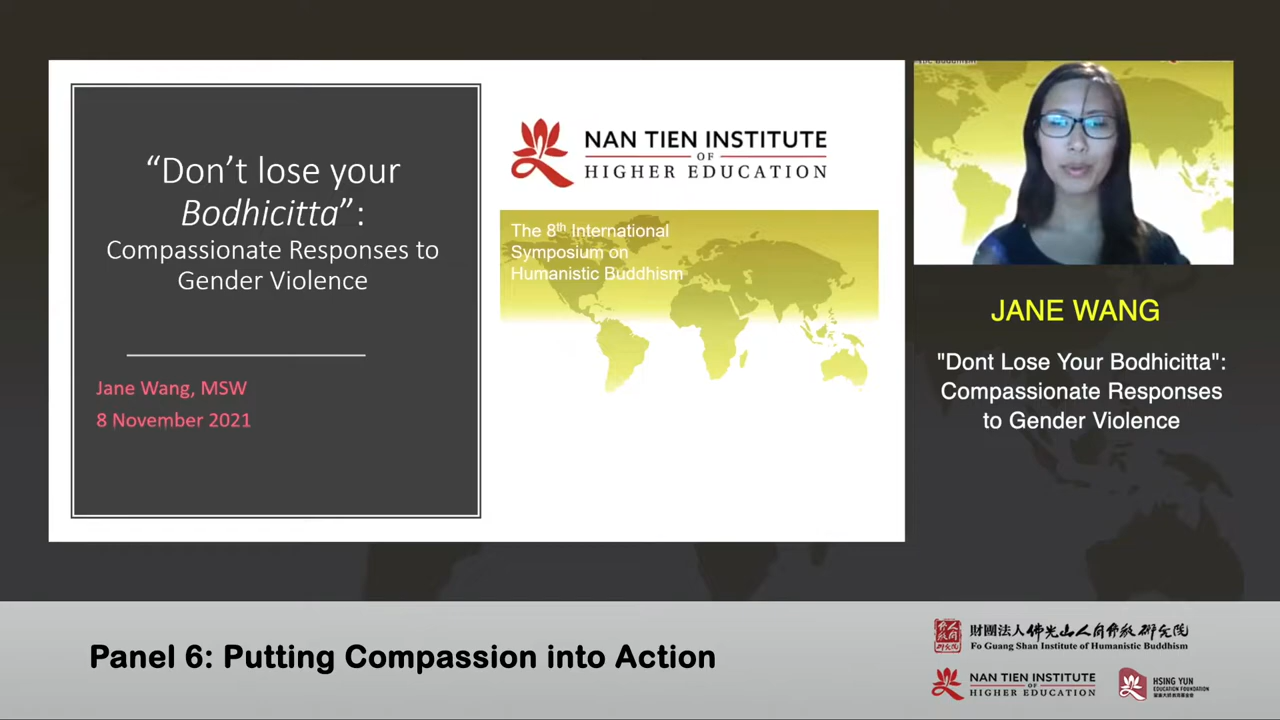 “Don’t lose your
Bodhicitta”:
Compassionate Responses to
Gender Violence
Jane Wang, MSW
8 November 2021
NAN TIEN INSTITUTE
OF
HIGHER EDUCATION
The 8th International
Symposium on
Humanistic Buddhism
JANE WANG
"Dont Lose Your Bodhicitta":
Compassionate Responses
to Gender Violence
Panel 6: Putting Compassion into Action
財團法人佛光山人間佛教研究院
Fo Guang Shan Institute of Humanistic Buddhism
NAN TIEN INSTITUTE
OF
HIGHER EDUCATION
HSING YUN
EDUCATION FOUNDATION